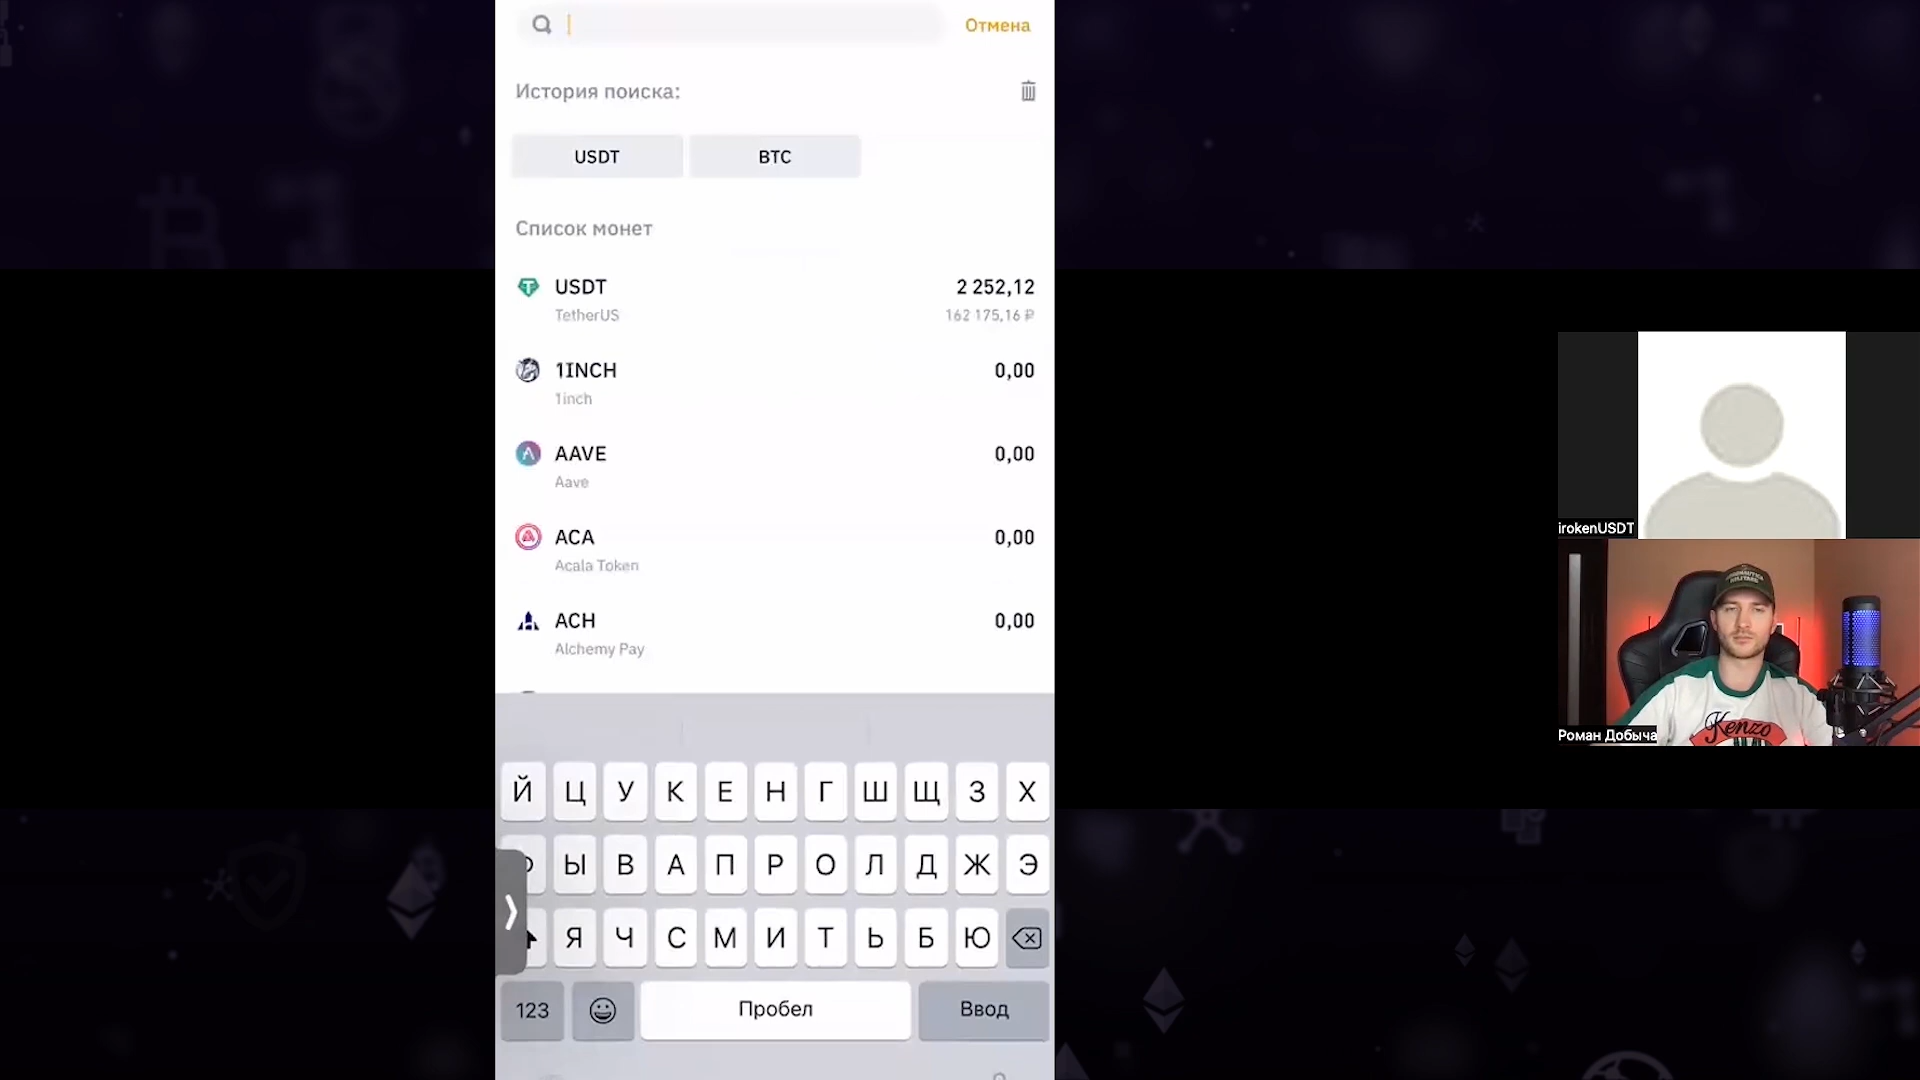 Отмена
История поиска:
USDT
BTC
Список монет
USDT
2 252,12
TetherUS
162 175,16 ₽
1INCH
0,00
1inch
AAVE
0,00
Aave
ACA
0,00
Acala Token
ACH
0,00
Alchemy Pay
Й Ц У К Е Н Г Ш Щ З Х
Ы В А П Р О Л Д Ж Э
Я Ч С М И Т Ь Б Ю
123
Пробел
Ввод
irokenUSDT
Kenzo
Роман Добыча